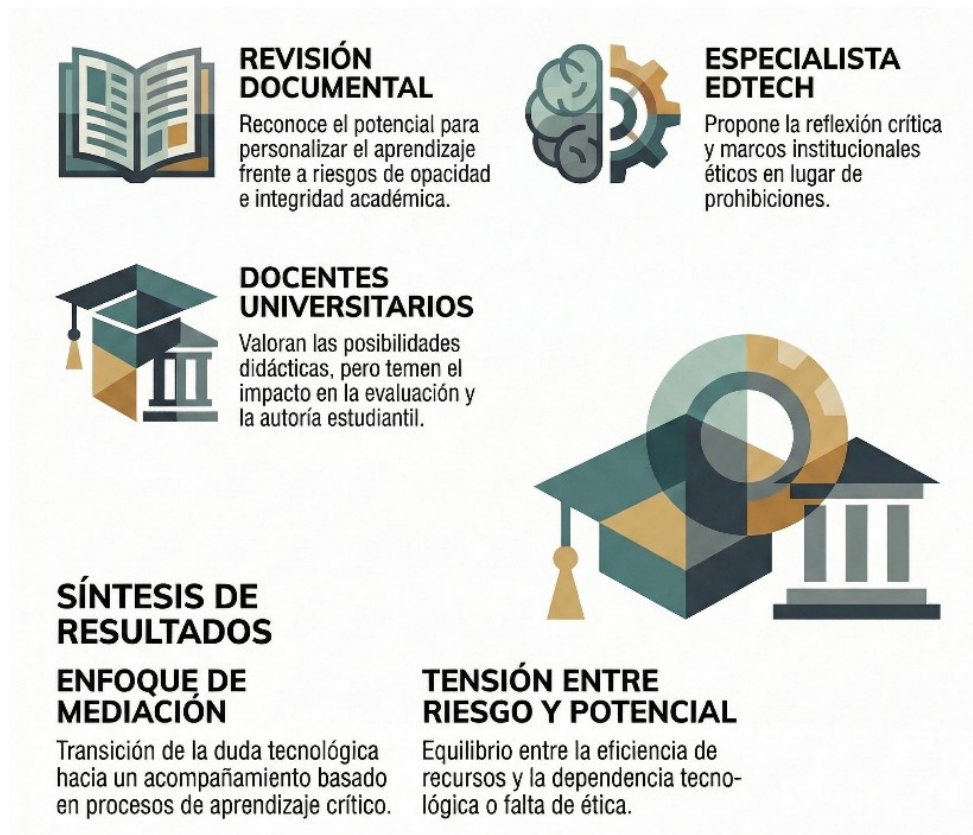 REVISIÓN
DOCUMENTAL
Reconoce el potencial para
personalizar el aprendizaje
frente a riesgos de opacidad
e integridad académica.
ESPECIALISTA
EDTECH
Propone la reflexión crítica
y marcos institucionales
éticos en lugar de
prohibiciones.
DOCENTES
UNIVERSITARIOS
Valoran las posibilidades
didácticas, pero temen el
impacto en la evaluación y
la autoría estudiantil.
SÍNTESIS DE
RESULTADOS
ENFOQUE DE
MEDIACIÓN
Transición de la duda tecnológica
hacia un acompañamiento basado
en procesos de aprendizaje crítico.
TENSIÓN ENTRE
RIESGO Y POTENCIAL
Equilibrio entre la eficiencia de
recursos y la dependencia tecno-
lógica o falta de ética.